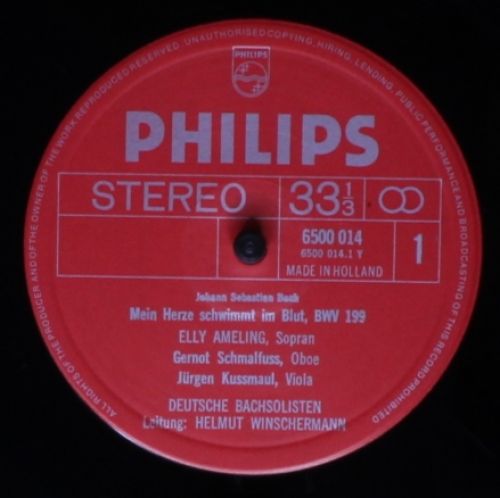 ALL RIGHTS OF THE PRODUCER AND OF THE OWNER OF THE WORK REPRODUCED RESERVED. UNAUTHORISED COPYING, HIRING, LENDING, PUBLIC PERFORMANCE AND BROADCASTING OF THIS RECORD PROHIBITED
PHILIPS
PHILIPS
STEREO 33 1/3
6500 014
6500 014.1 Y
MADE IN HOLLAND
1
Johann Sebastian Bach
Mein Herze schwimmt im Blut, BWV 199
ELLY AMELING, Sopran
Gernot Schmalfuss, Oboe
Jürgen Kussmaul, Viola
DEUTSCHE BACHSOLISTEN
Leitung: HELMUT WINSCHERMANN